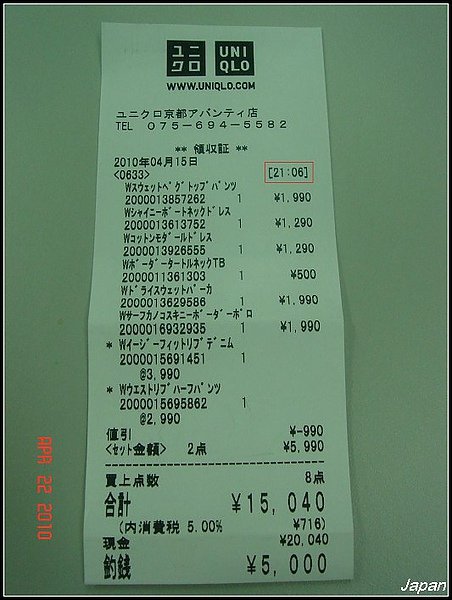 ユニクロ UNIQLO
WWW.UNIQLO.COM
ユニクロ京都アバンティ店
TEL 075-694-5582
** 領収証 **
2010年04月15日
<0633> [21:06]
Wスウェットペグトップパンツ
2000013857262 1 ¥1,990
Wシャイニーボートネックドレス
2000013613752 1 ¥1,290
Wコットンモダールドレス
2000013926555 1 ¥1,290
WボーダータートルネックTB
2000011361303 1 ¥500
Wドライスウェットパーカ
2000013629586 1 ¥1,990
Wサーフカノコスキニーボーダーポロ
2000016932935 1 ¥1,990
* Wイージーフィットリブデニム
2000015691451 1
@3,990
* Wウエストリブハーフパンツ
2000015695862 1
@2,990
値引 ¥-990
<セット金額> 2点 ¥5,990
買上点数 8点
合計 ¥15,040
(内消費税 5.00% ¥716)
現金 ¥20,040
釣銭 ¥5,000
APR 22 2010
Japan